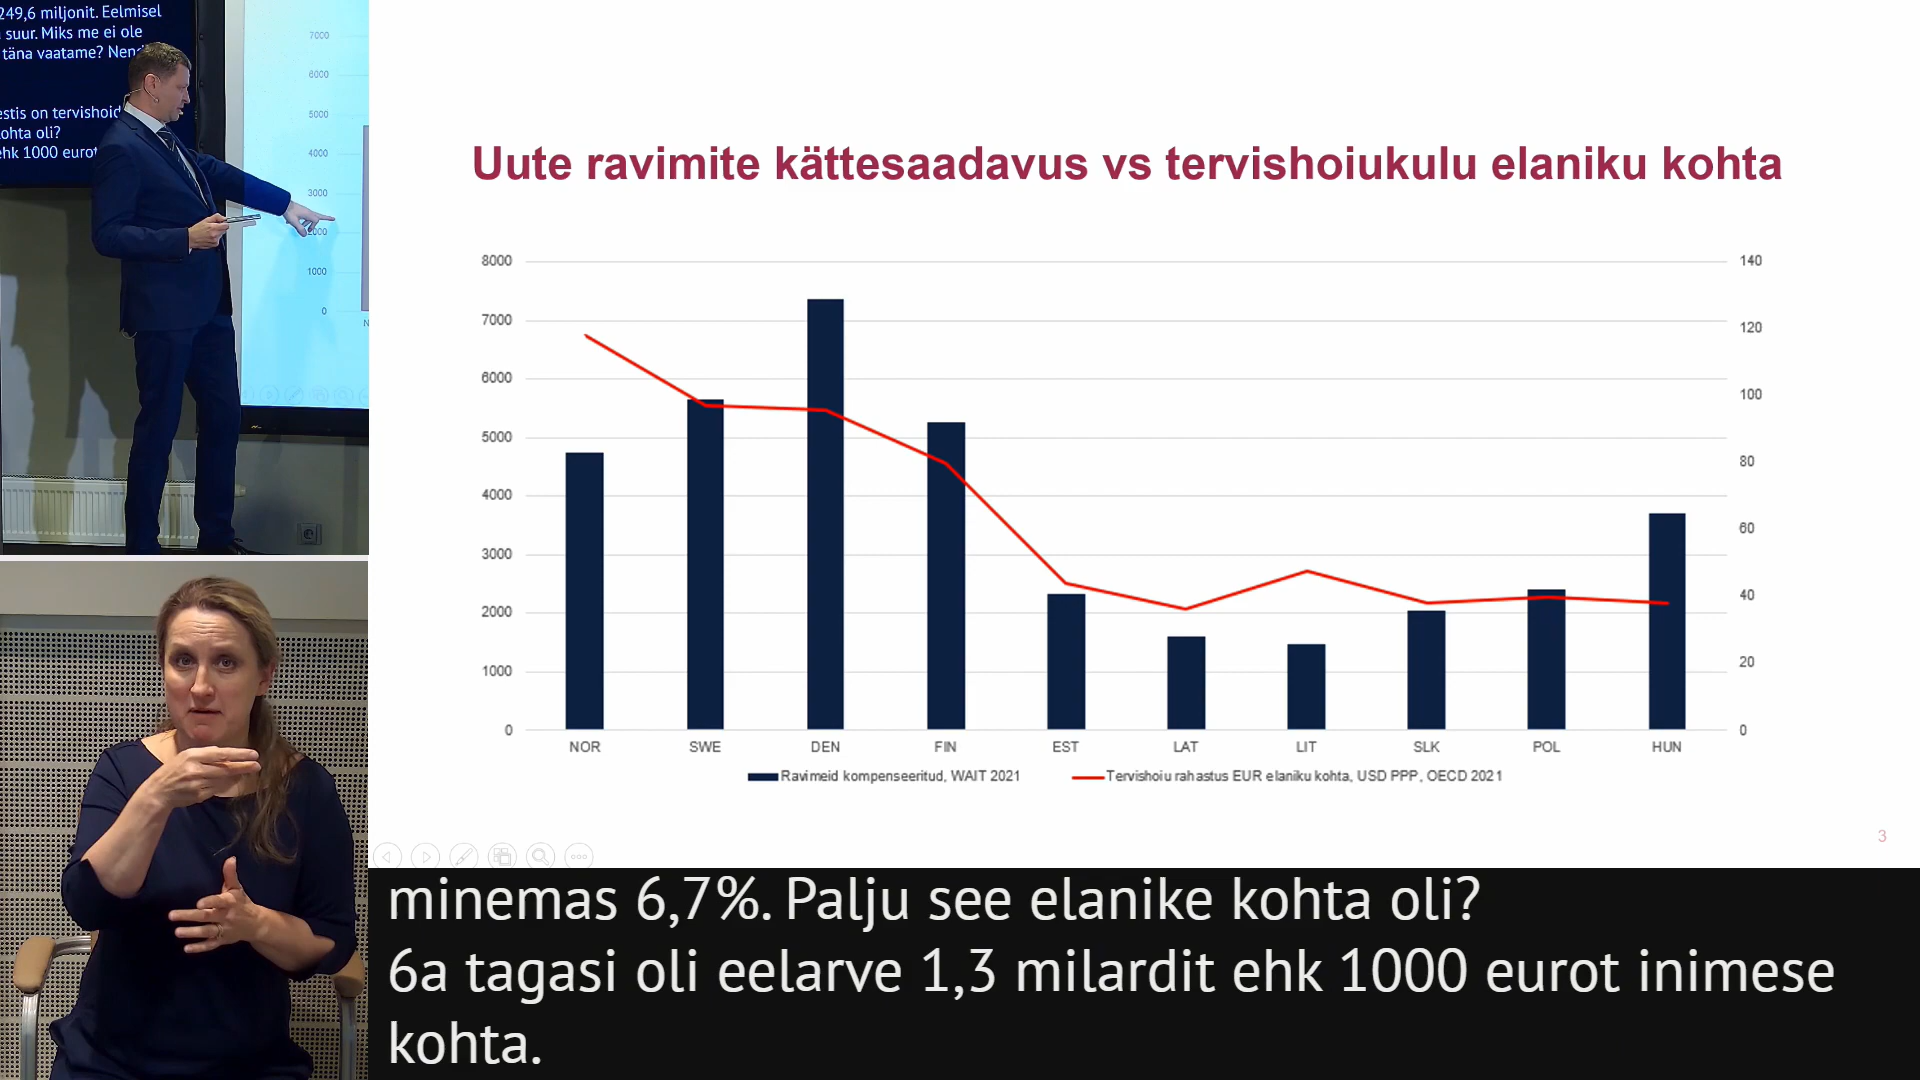 249,6 miljonit. Eelmisel
suur. Miks me ei ole
täna vaatame?
estis on tervishoid
kohta oli?
ehk 1000 eurot
7000
6000
5000
4000
3000
2000
1000
0
N
Uute ravimite kättesaadavus vs tervishoiukulu elaniku kohta
8000
7000
6000
5000
4000
3000
2000
1000
0
140
120
100
80
60
40
20
0
NOR SWE DEN FIN EST LAT LIT SLK POL HUN
Ravimeid kompenseeritud, WAIT 2021 Tervishoiu rahastus EUR elaniku kohta, USD PPP, OECD 2021
3
minemas 6,7%. Palju see elanike kohta oli?
6a tagasi oli eelarve 1,3 milardit ehk 1000 eurot inimese
kohta.